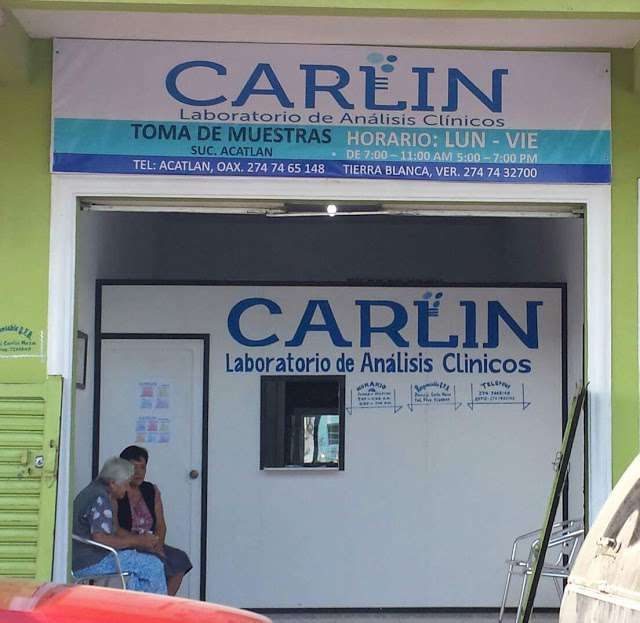 CARLIN
Laboratorio de Análisis Clínicos
TOMA DE MUESTRAS
SUC. ACATLAN
HORARIO: LUN - VIE
DE 7:00 - 11:00 AM 5:00 - 7:00 PM
TEL: ACATLAN, OAX. 274 74 65 148 TIERRA BLANCA, VER. 274 74 32700
CARLIN
Laboratorio de Análisis Clinicos
HORARIO
Responsable
TELEFONO